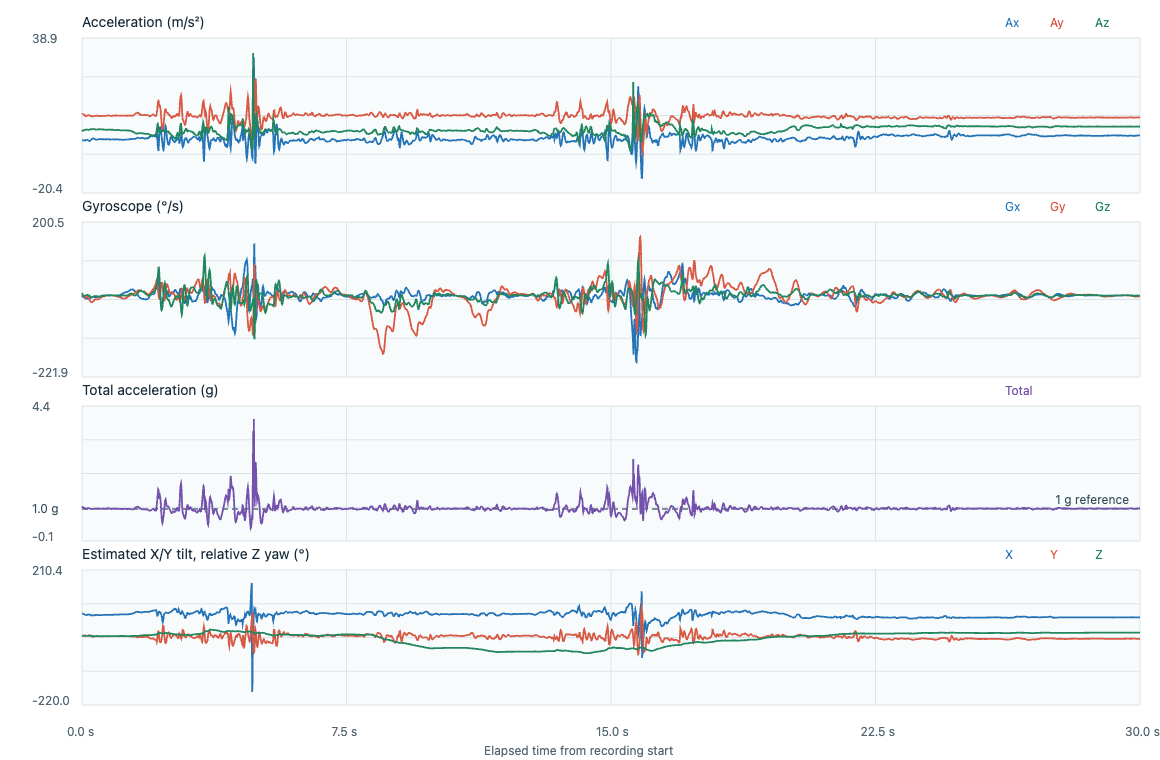 Acceleration (m/s²) Ax Ay Az
38.9
-20.4
Gyroscope (°/s) Gx Gy Gz
200.5
-221.9
Total acceleration (g) Total
4.4
1 g reference
1.0 g
-0.1
Estimated X/Y tilt, relative Z yaw (°) X Y Z
210.4
-220.0
0.0 s 7.5 s 15.0 s 22.5 s 30.0 s
Elapsed time from recording start